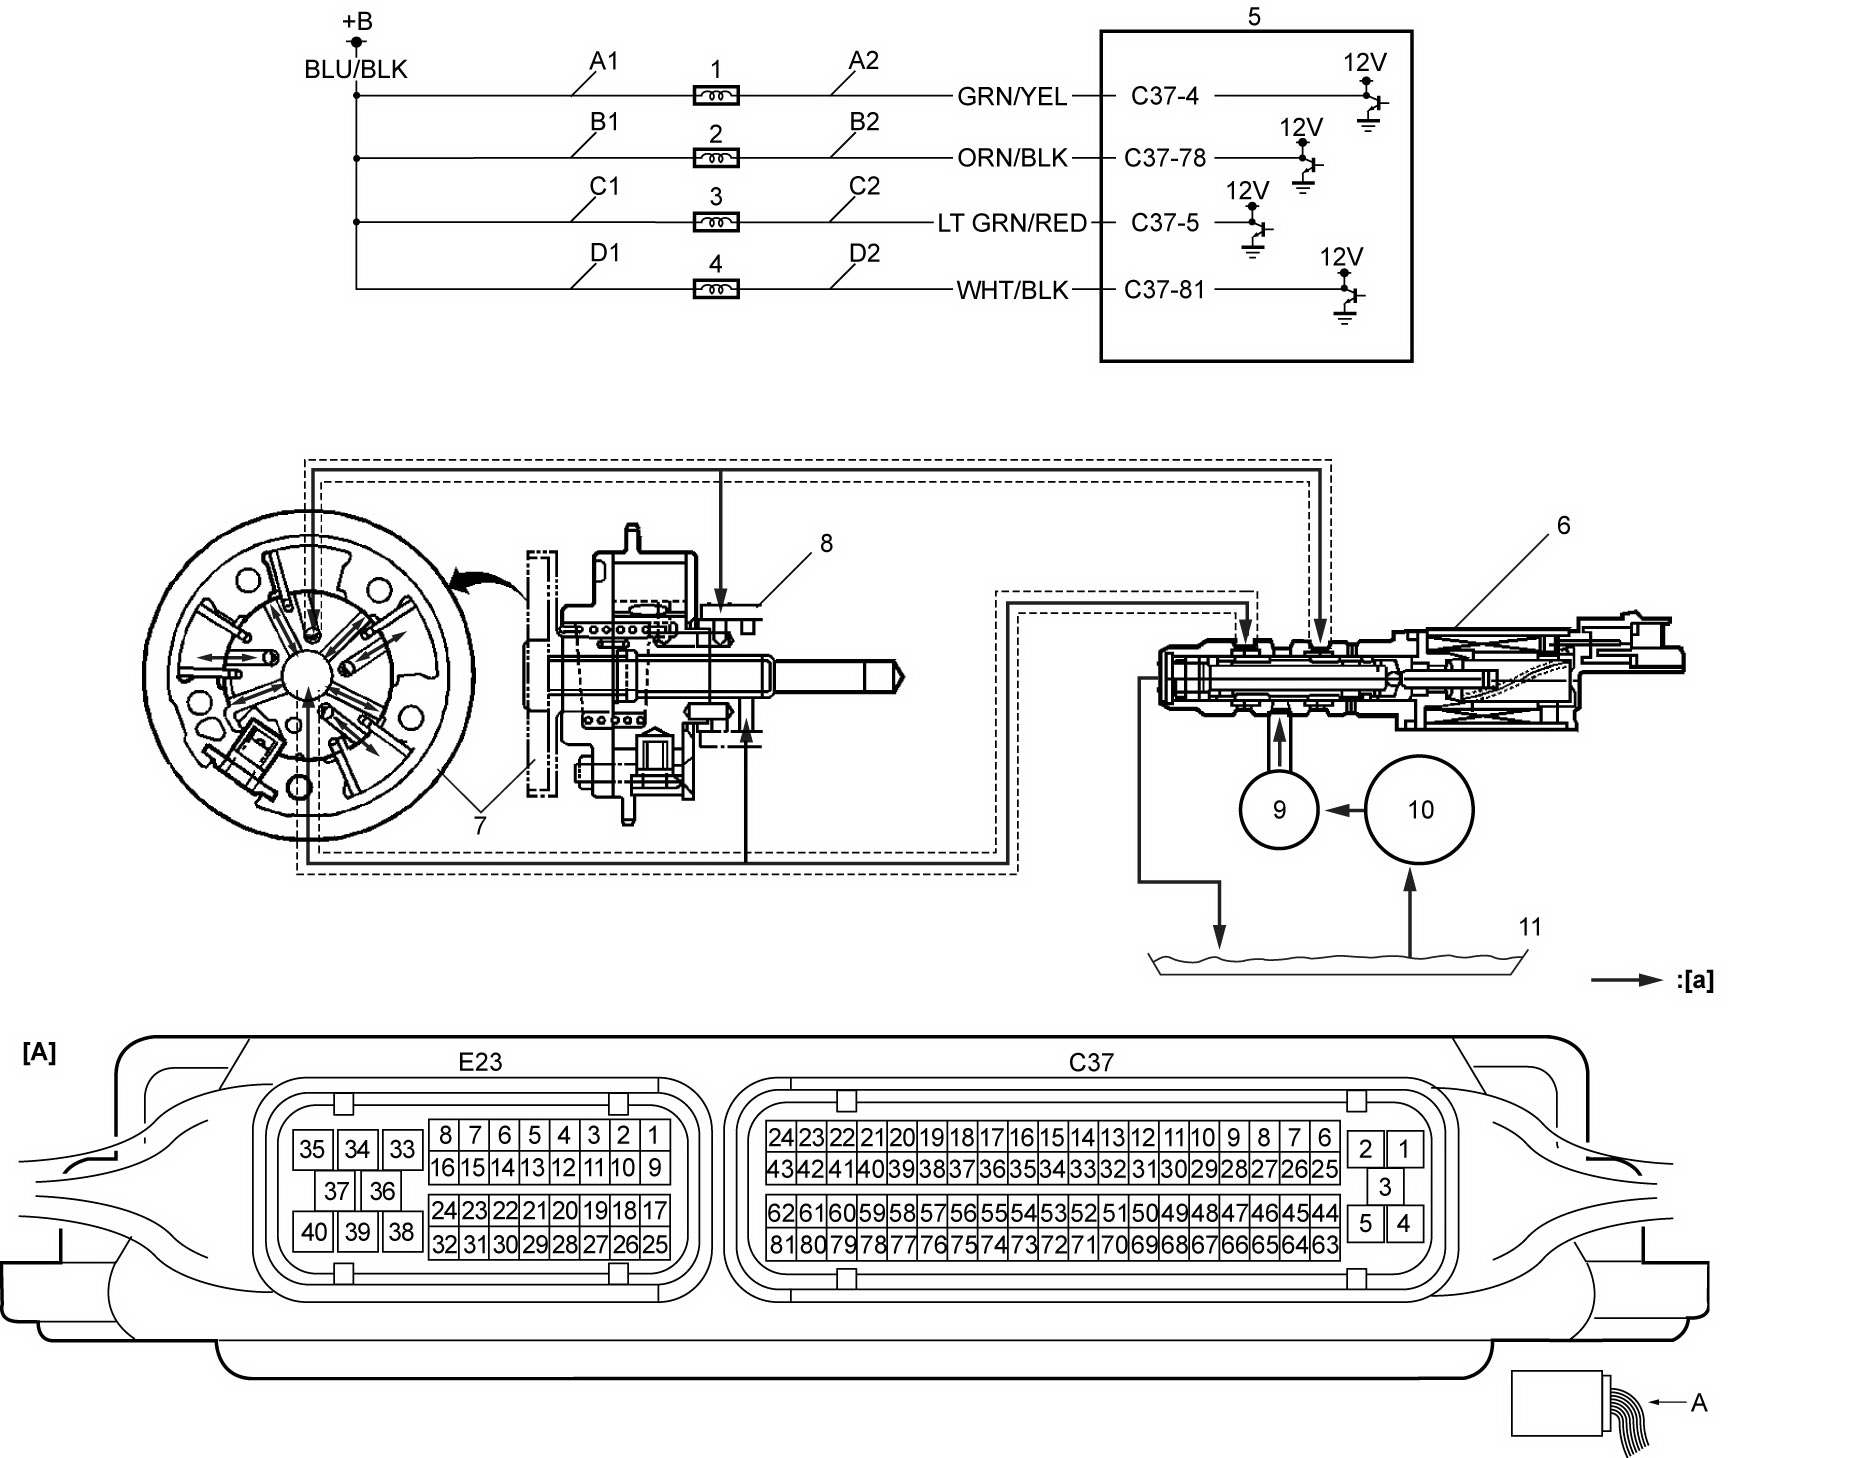 +B
5
BLU/BLK
A1 1 A2 GRN/YEL C37-4 12V
B1 2 B2 ORN/BLK C37-78 12V
C1 3 C2 LT GRN/RED C37-5 12V
D1 4 D2 WHT/BLK C37-81 12V
6
8
7
9
10
11
:[a]
[A]
E23
35 34 33
37 36
40 39 38
8 7 6 5 4 3 2 1
16 15 14 13 12 11 10 9
24 23 22 21 20 19 18 17
32 31 30 29 28 27 26 25
C37
24 23 22 21 20 19 18 17 16 15 14 13 12 11 10 9 8 7 6
43 42 41 40 39 38 37 36 35 34 33 32 31 30 29 28 27 26 25
62 61 60 59 58 57 56 55 54 53 52 51 50 49 48 47 46 45 44
81 80 79 78 77 76 75 74 73 72 71 70 69 68 67 66 65 64 63
2 1
3
5 4
A